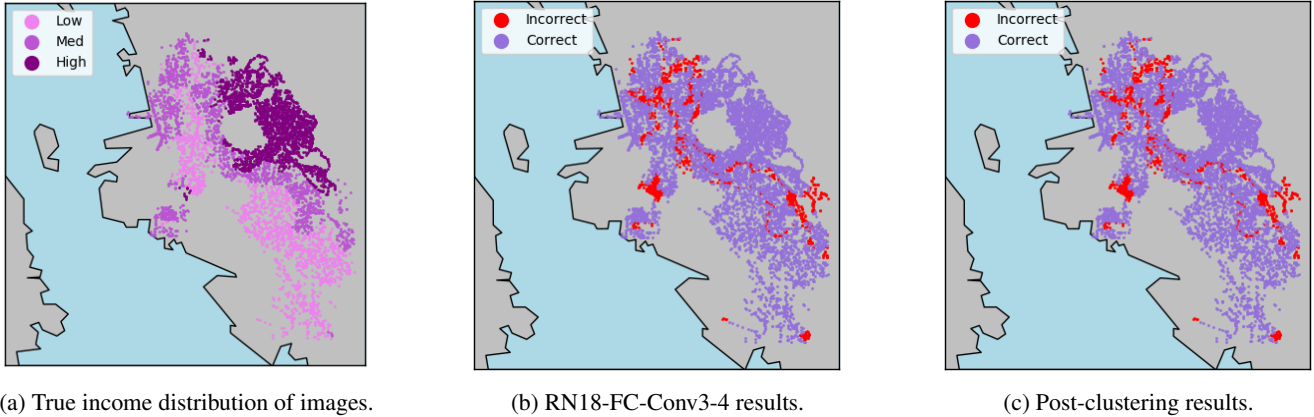 Low
Med
High
Incorrect
Correct
Incorrect
Correct
(a) True income distribution of images.
(b) RN18-FC-Conv3-4 results.
(c) Post-clustering results.